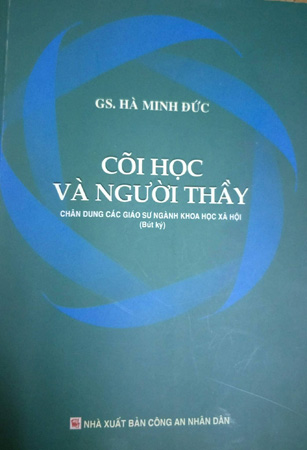 GS. HÀ MINH ĐỨC
CÕI HỌC
VÀ NGƯỜI THẦY
CHÂN DUNG CÁC GIÁO SƯ NGÀNH KHOA HỌC XÃ HỘI
(Bút ký)
NHÀ XUẤT BẢN CÔNG AN NHÂN DÂN